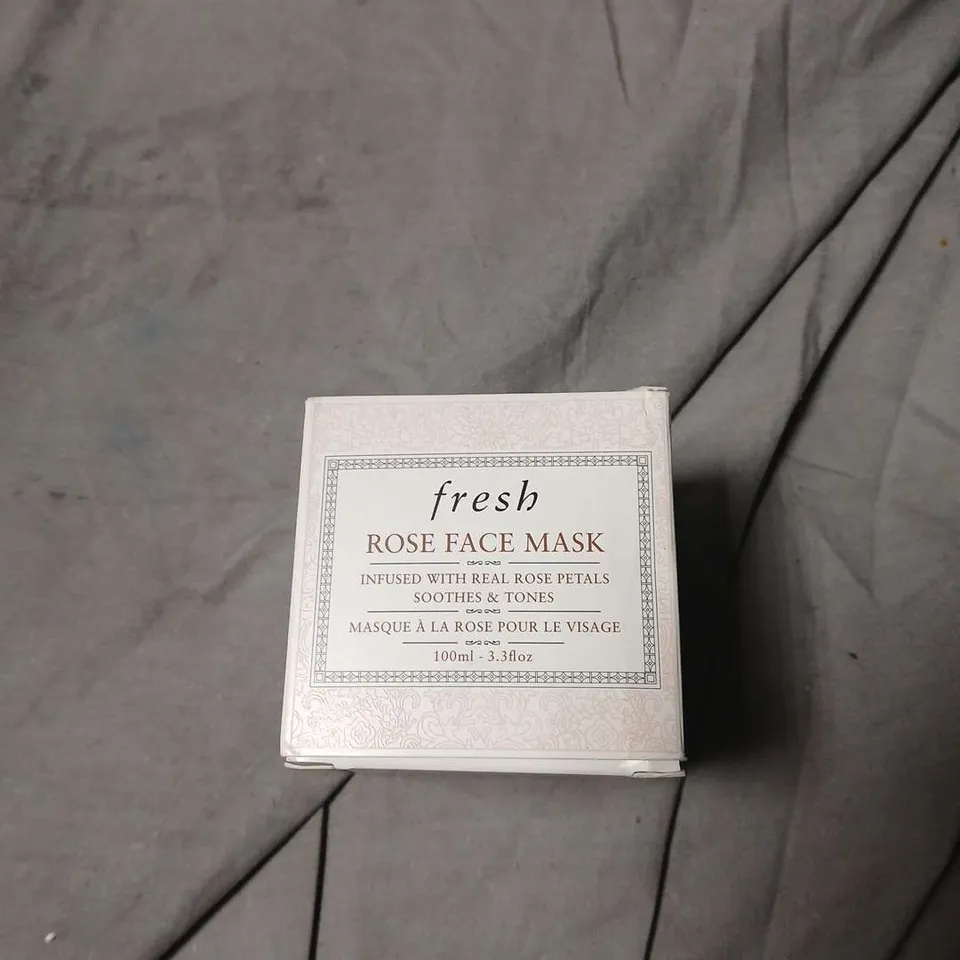 fresh
ROSE FACE MASK
INFUSED WITH REAL ROSE PETALS
SOOTHES & TONES
MASQUE À LA ROSE POUR LE VISAGE
100ml - 3.3floz